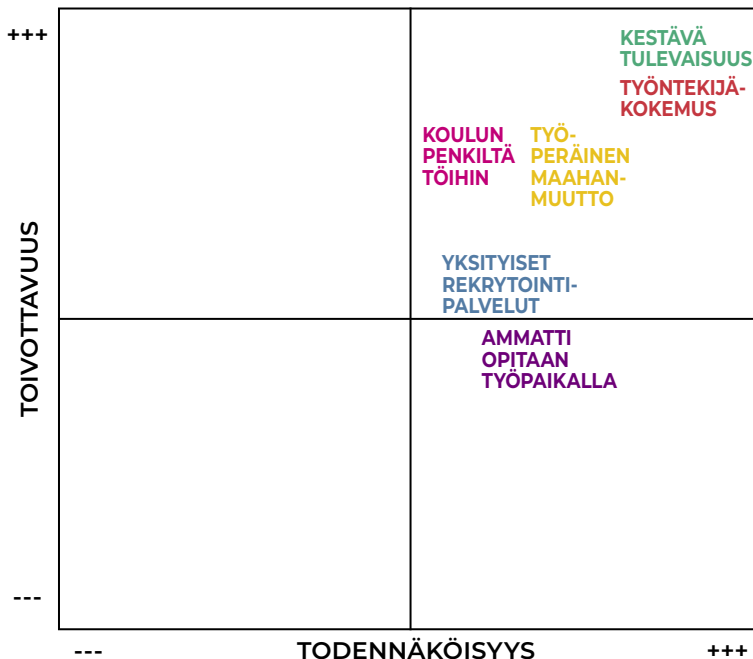 +++
KESTÄVÄ
TULEVAISUUS
TYÖNTEKIJÄ-
KOKEMUS
KOULUN
PENKILTÄ
TÖIHIN
TYÖ-
PERÄINEN
MAAHAN-
MUUTTO
YKSITYISET
REKRYTOINTI-
PALVELUT
AMMATTI
OPITAAN
TYÖPAIKALLA
TOIVOTTAVUUS
---
---
TODENNÄKÖISYYS
+++